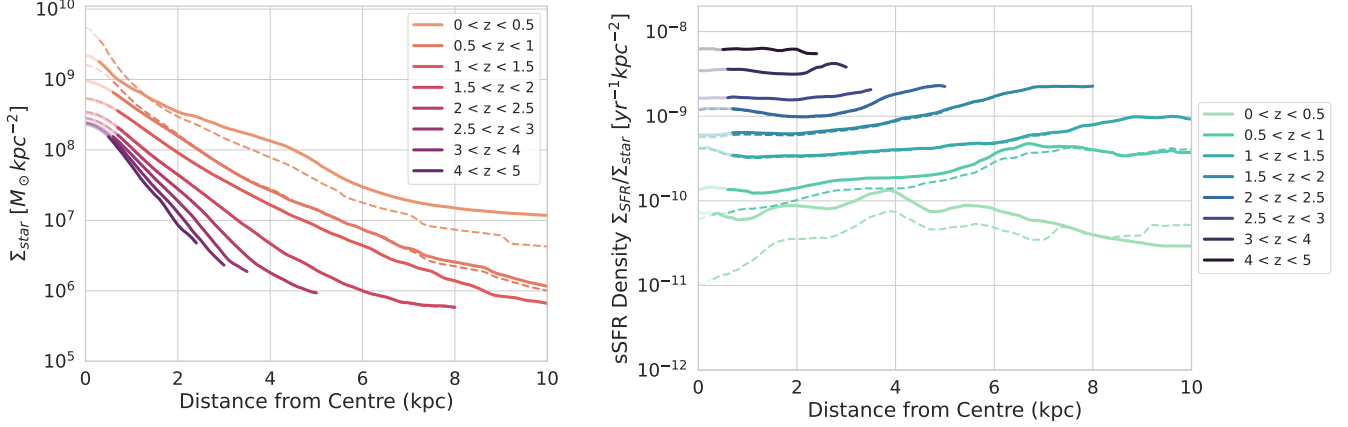 10^10
10^9
10^8
10^7
10^6
10^5
Σ_star [M_⊙ kpc^−2]
0 < z < 0.5
0.5 < z < 1
1 < z < 1.5
1.5 < z < 2
2 < z < 2.5
2.5 < z < 3
3 < z < 4
4 < z < 5
0 2 4 6 8 10
Distance from Centre (kpc)
10^−8
10^−9
10^−10
10^−11
10^−12
sSFR Density Σ_SFR/Σ_star [yr^−1 kpc^−2]
0 2 4 6 8 10
Distance from Centre (kpc)
0 < z < 0.5
0.5 < z < 1
1 < z < 1.5
1.5 < z < 2
2 < z < 2.5
2.5 < z < 3
3 < z < 4
4 < z < 5